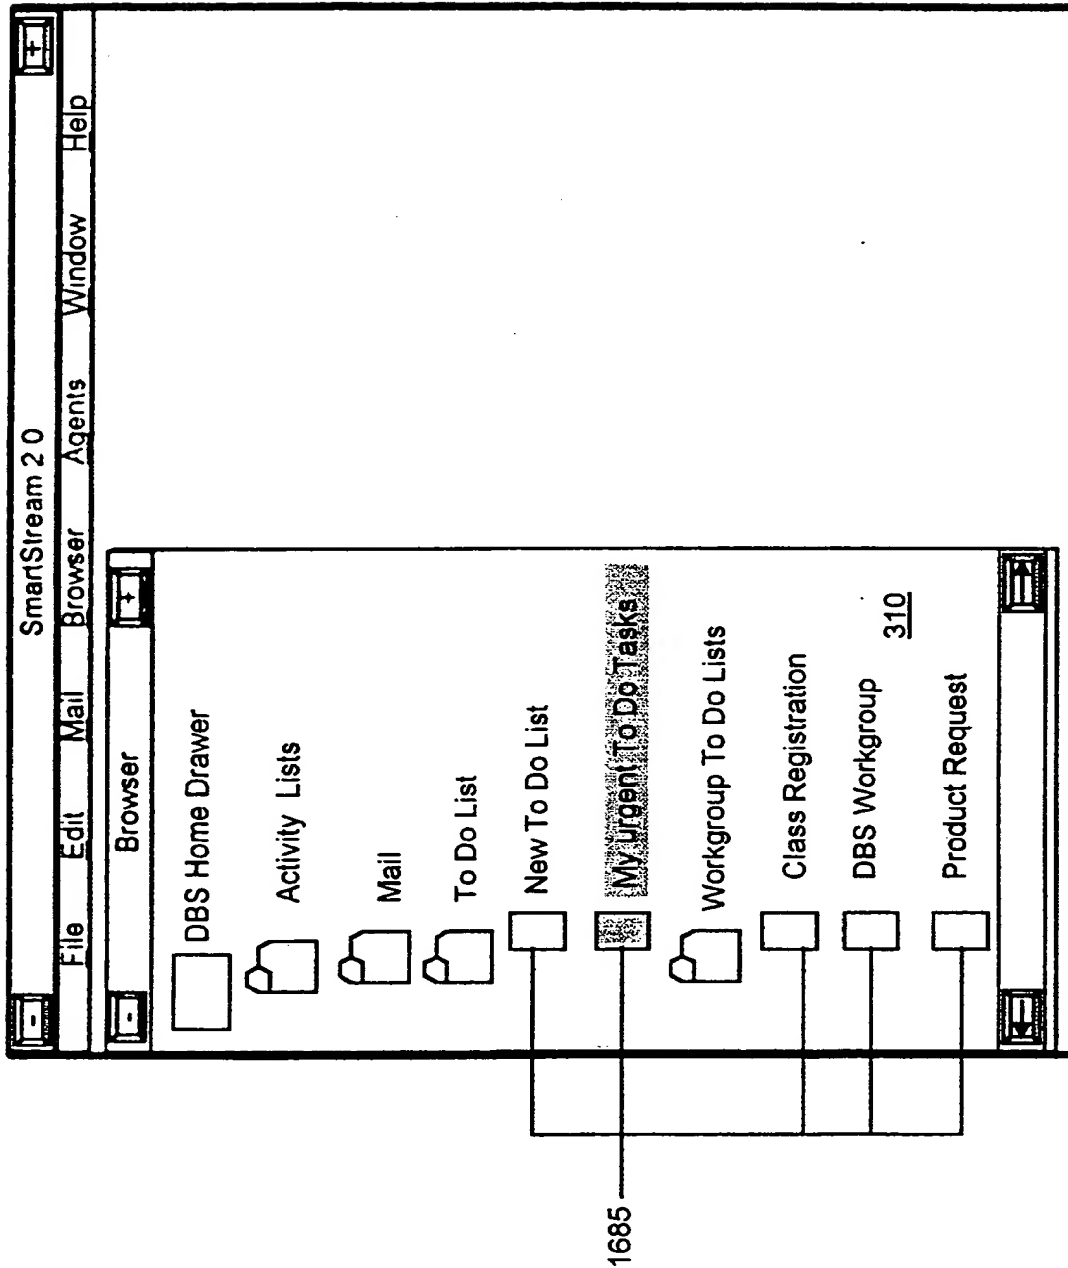 SmartStream 2 0
File Edit Mail Browser Agents Window Help
Browser
DBS Home Drawer
Activity Lists
Mail
To Do List
New To Do List
My urgent To Do Tasks
Workgroup To Do Lists
Class Registration
DBS Workgroup
310
Product Request
1685